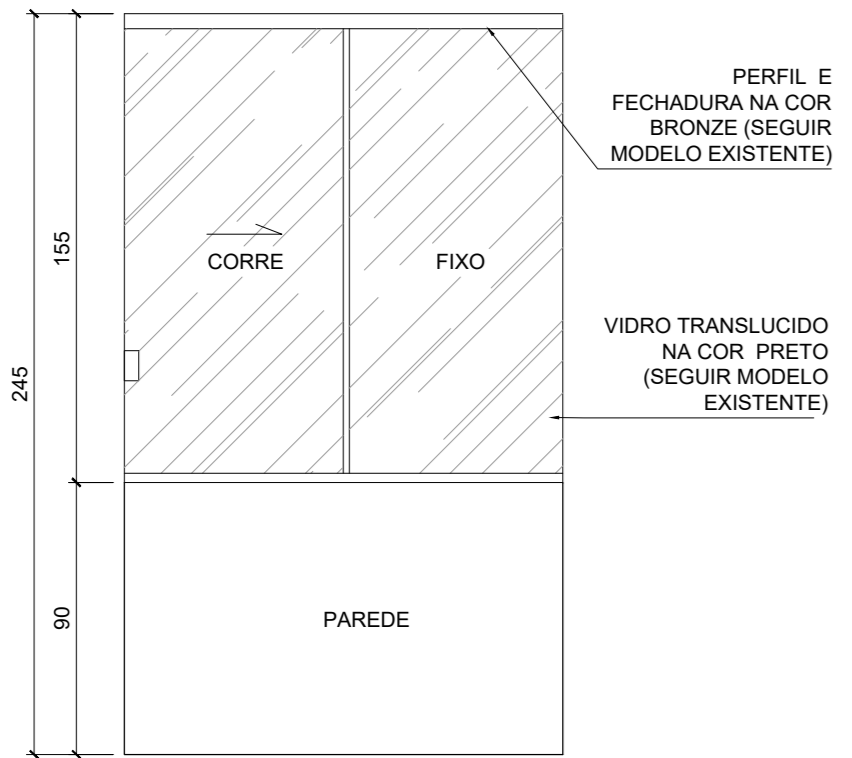 PERFIL E
FECHADURA NA COR
BRONZE (SEGUIR
MODELO EXISTENTE)
155
CORRE
FIXO
VIDRO TRANSLUCIDO
NA COR PRETO
(SEGUIR MODELO
EXISTENTE)
245
90
PAREDE